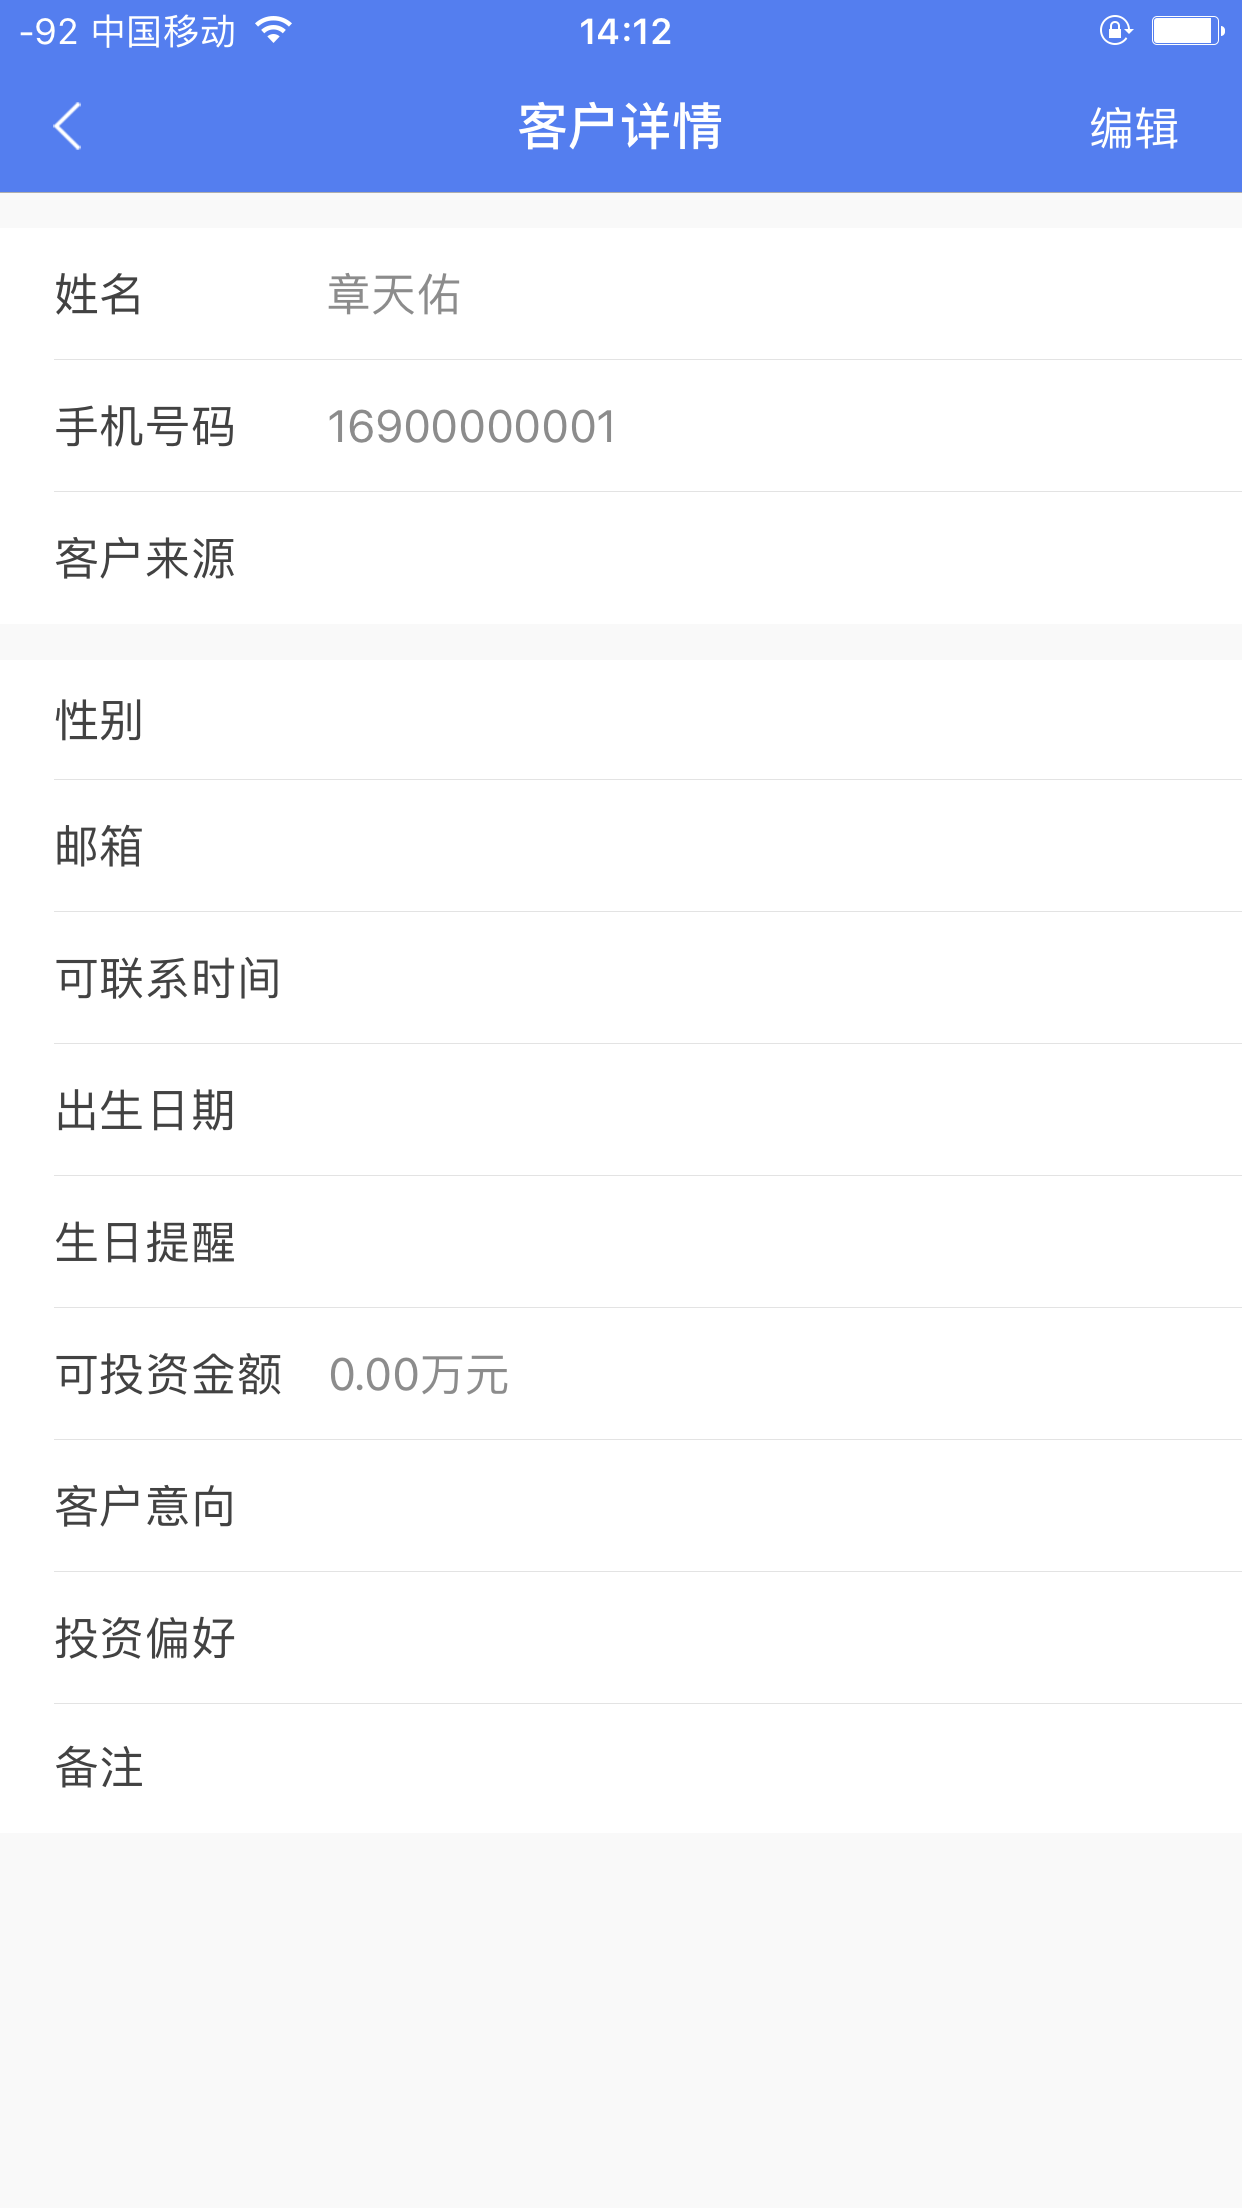 -92 中国移动 14:12
客户详情 编辑
姓名 章天佑
手机号码 16900000001
客户来源
性别
邮箱
可联系时间
出生日期
生日提醒
可投资金额 0.00万元
客户意向
投资偏好
备注